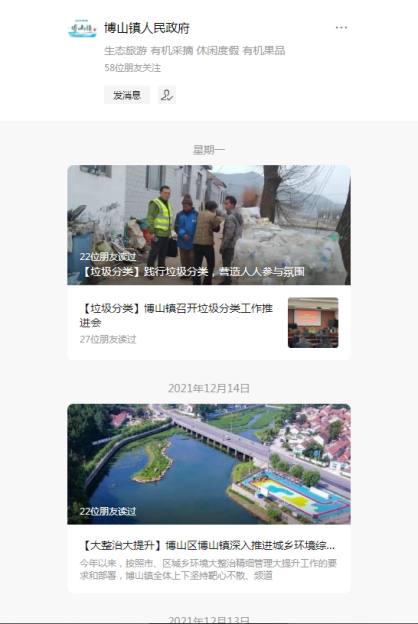 博山镇人民政府
生态旅游 有机采摘 休闲度假 有机果品
58位朋友关注
发消息
星期一
22位朋友读过
【垃圾分类】践行垃圾分类，营造人人参与氛围
【垃圾分类】博山镇召开垃圾分类工作推
进会
27位朋友读过
2021年12月14日
22位朋友读过
【大整治大提升】博山区博山镇深入推进城乡环境综...
今年以来，按照市、区城乡环境大整治精细管理大提升工作的要
求和部署，博山镇全体上下坚持靶心不散、频道
2021年12月13日